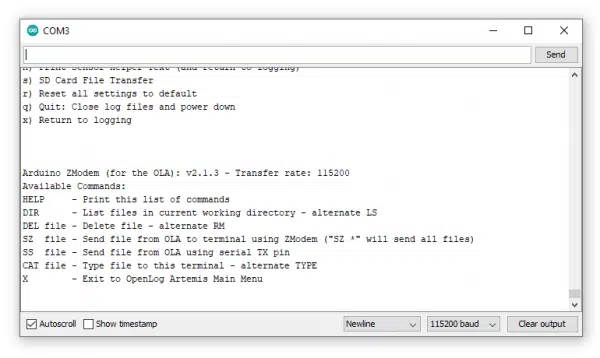 COM3
Send
h) Print Sensor Helper Text (and return to logging)
s) SD Card File Transfer
r) Reset all settings to default
q) Quit: Close log files and power down
x) Return to logging
Arduino ZModem (for the OLA): v2.1.3 - Transfer rate: 115200
Available Commands:
HELP     - Print this list of commands
DIR      - List files in current working directory - alternate LS
DEL file - Delete file - alternate RM
SZ  file - Send file from OLA to terminal using ZModem ("SZ *" will send all files)
SS  file - Send file from OLA using serial TX pin
CAT file - Type file to this terminal - alternate TYPE
X        - Exit to OpenLog Artemis Main Menu
Autoscroll Show timestamp Newline 115200 baud Clear output